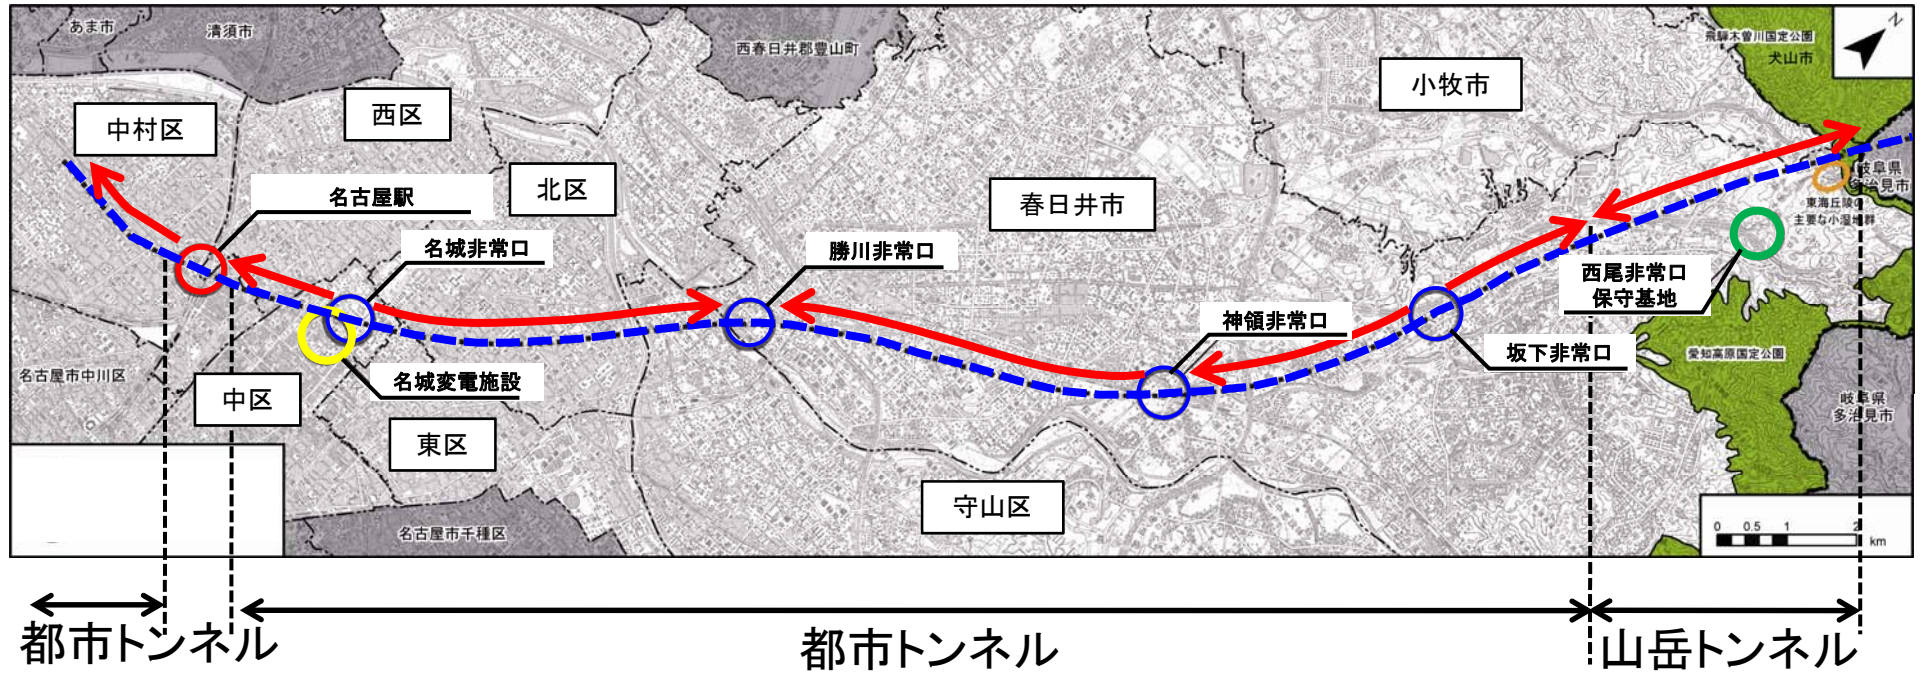 あま市
清須市
西春日井郡豊山町
飛騨木曽川国定公園
犬山市
N
中村区
西区
小牧市
北区
春日井市
名古屋駅
名城非常口
勝川非常口
岐阜県
多治見市
東海丘陵の
主要な小湿地群
西尾非常口
保守基地
神領非常口
坂下非常口
愛知高原国定公園
名古屋市中川区
名城変電施設
中区
東区
守山区
岐阜県
多治見市
名古屋市千種区
0 0.5 1 2
km
都市トンネル
都市トンネル
山岳トンネル